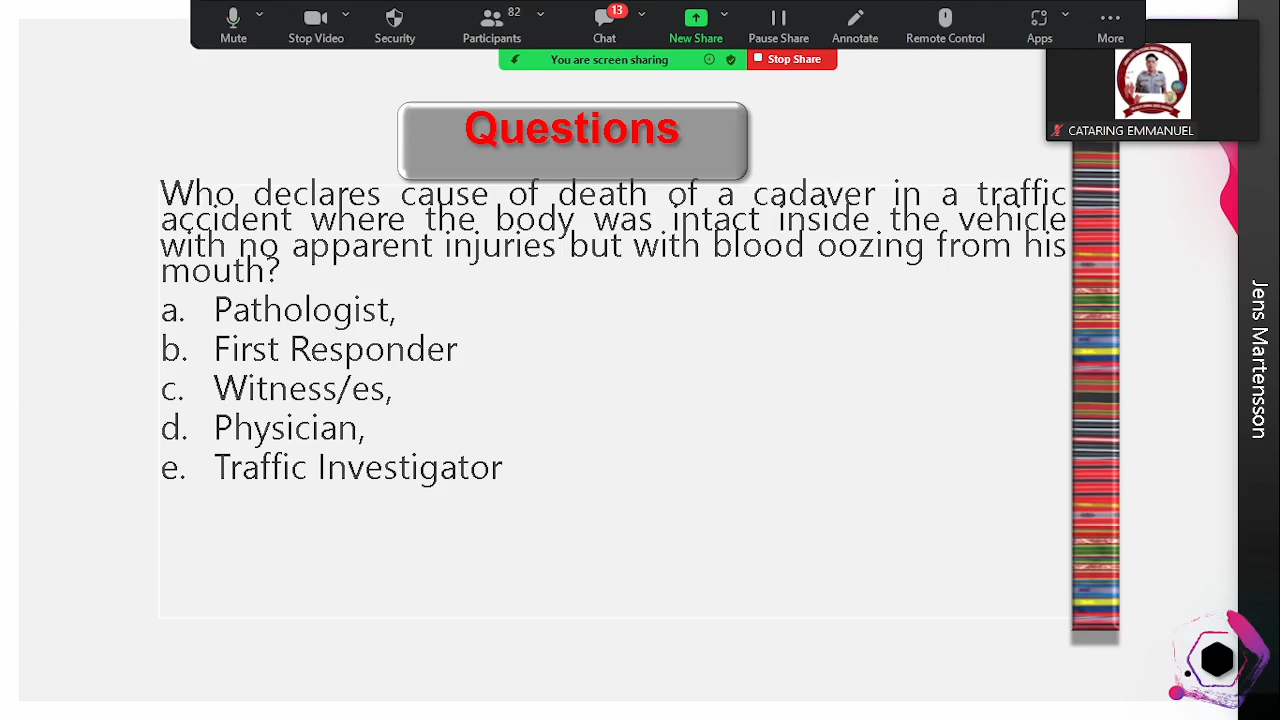 82
13
Mute
Stop Video
Security
Participants
Chat
New Share
Pause Share
Annotate
Remote Control
Apps
More
You are screen sharing
Stop Share
CATARING EMMANUEL
Questions
Who declares cause of death of a cadaver in a traffic
accident where the body was intact inside the vehicle
with no apparent injuries but with blood oozing from his
mouth?
a. Pathologist,
b. First Responder
c. Witness/es,
d. Physician,
e. Traffic Investigator
Jens Martensson